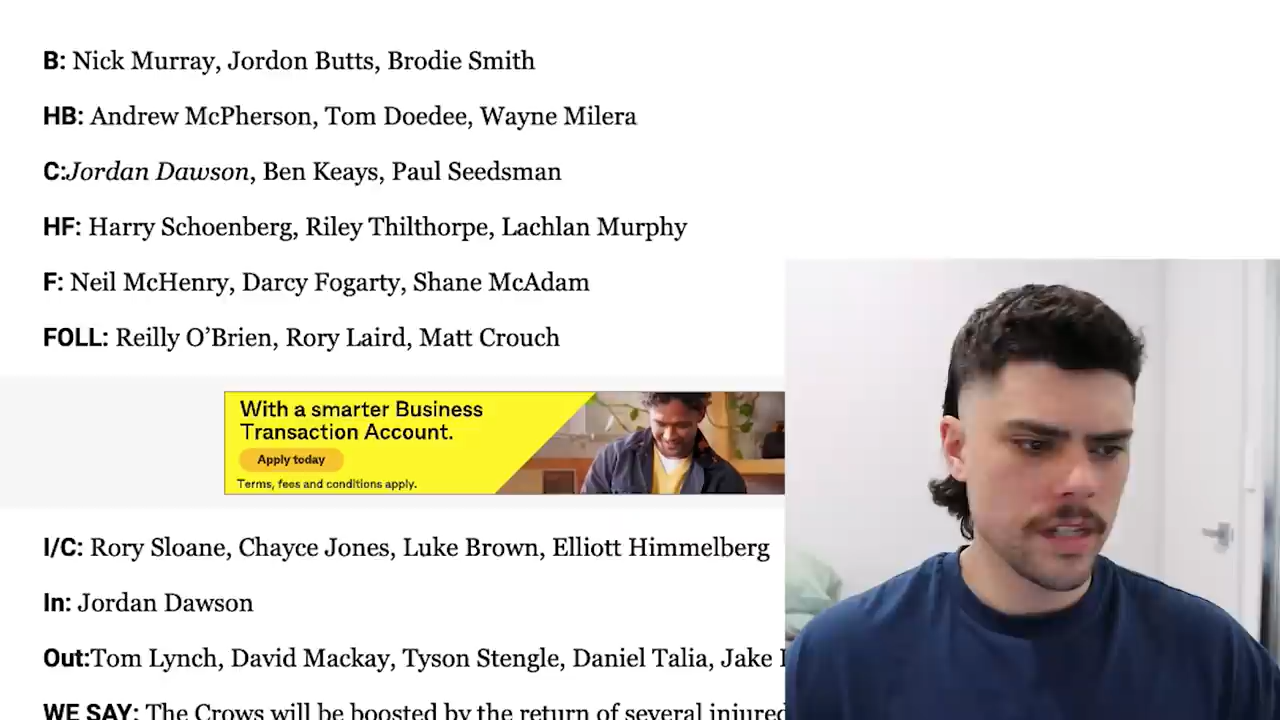 B: Nick Murray, Jordon Butts, Brodie Smith
HB: Andrew McPherson, Tom Doedee, Wayne Milera
C:Jordan Dawson, Ben Keays, Paul Seedsman
HF: Harry Schoenberg, Riley Thilthorpe, Lachlan Murphy
F: Neil McHenry, Darcy Fogarty, Shane McAdam
FOLL: Reilly O’Brien, Rory Laird, Matt Crouch
With a smarter Business
Transaction Account.
Apply today
Terms, fees and conditions apply.
I/C: Rory Sloane, Chayce Jones, Luke Brown, Elliott Himmelberg
In: Jordan Dawson
Out:Tom Lynch, David Mackay, Tyson Stengle, Daniel Talia, Jake
WE SAY: The Crows will be boosted by the return of several injured